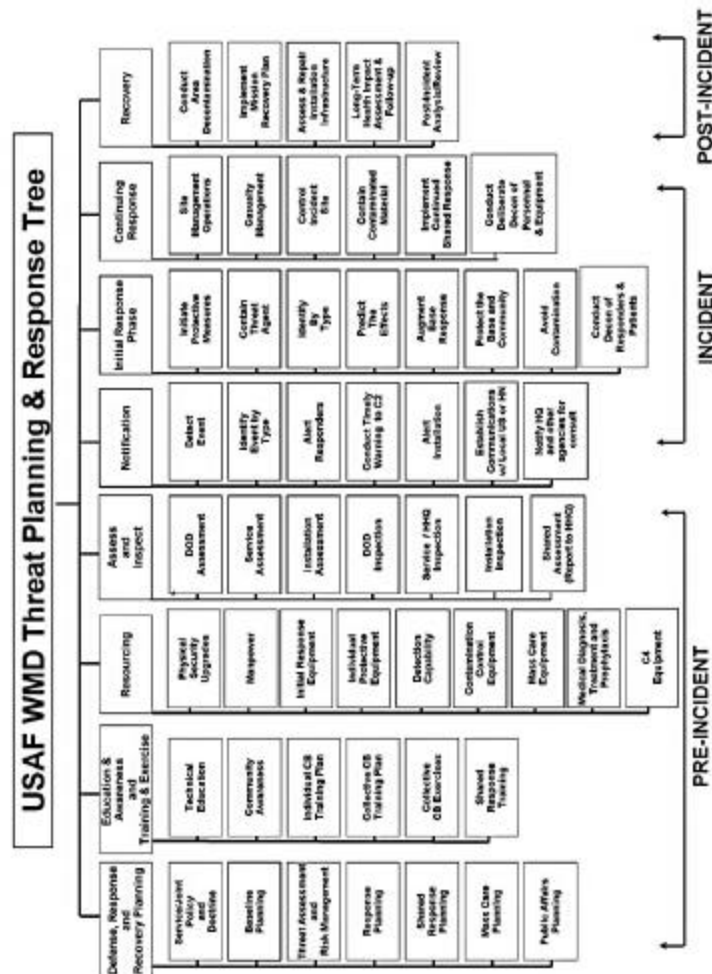 USAF WMD Threat Planning & Response Tree
Defense, Response
and
Recovery Planning
Service/Joint
Policy
and
Doctrine
Baseline
Planning
Threat Assessment
and
Risk Management
Response
Planning
Shared
Response
Planning
Mass Care
Planning
Public Affairs
Planning
Education &
Awareness
and
Training & Exercise
Technical
Education
Community
Awareness
Individual CB
Training Plan
Collective CB
Training Plan
Collective
CB Exercises
Shared
Response
Training
Resourcing
Physical
Security
Upgrades
Manpower
Initial Response
Equipment
Individual
Protective
Equipment
Detection
Capability
Contamination
Control
Equipment
Mass Care
Equipment
Medical Diagnosis,
Treatment and
Prophylaxis
C4
Equipment
Assess
and
Inspect
DOD
Assessment
Service
Assessment
Installation
Assessment
DOD
Inspection
Service / HHQ
Inspection
Installation
Inspection
Shared
Assessment
(Report to HHQ)
Notification
Detect
Event
Identify
Event by
Type
Alert
Responders
Conduct Timely
Warning to C2
Alert
Installation
Establish
Communications
w/ Local US or HN
Notify HQ
and other
agencies for
consult
Initial Response
Phase
Initiate
Protective
Measures
Contain
Threat
Agent
Identify
By
Type
Predict
The
Effects
Augment
Base
Response
Protect the
Base and
Community
Avoid
Contamination
Conduct
Decon of
Responders &
Patients
Continuing
Response
Site
Management
Operations
Casualty
Management
Control
Incident
Site
Contain
Contaminated
Material
Implement
Continued
Shared Response
Conduct
Deliberate
Decon of
Personnel
& Equipment
Recovery
Conduct
Area
Decontamination
Implement
Mission
Recovery Plan
Assess & Repair
Installation
Infrastructure
Long-Term
Health Impact
Assessment &
Follow-up
Post-Incident
Analysis/Review
PRE-INCIDENT
INCIDENT
POST-INCIDENT